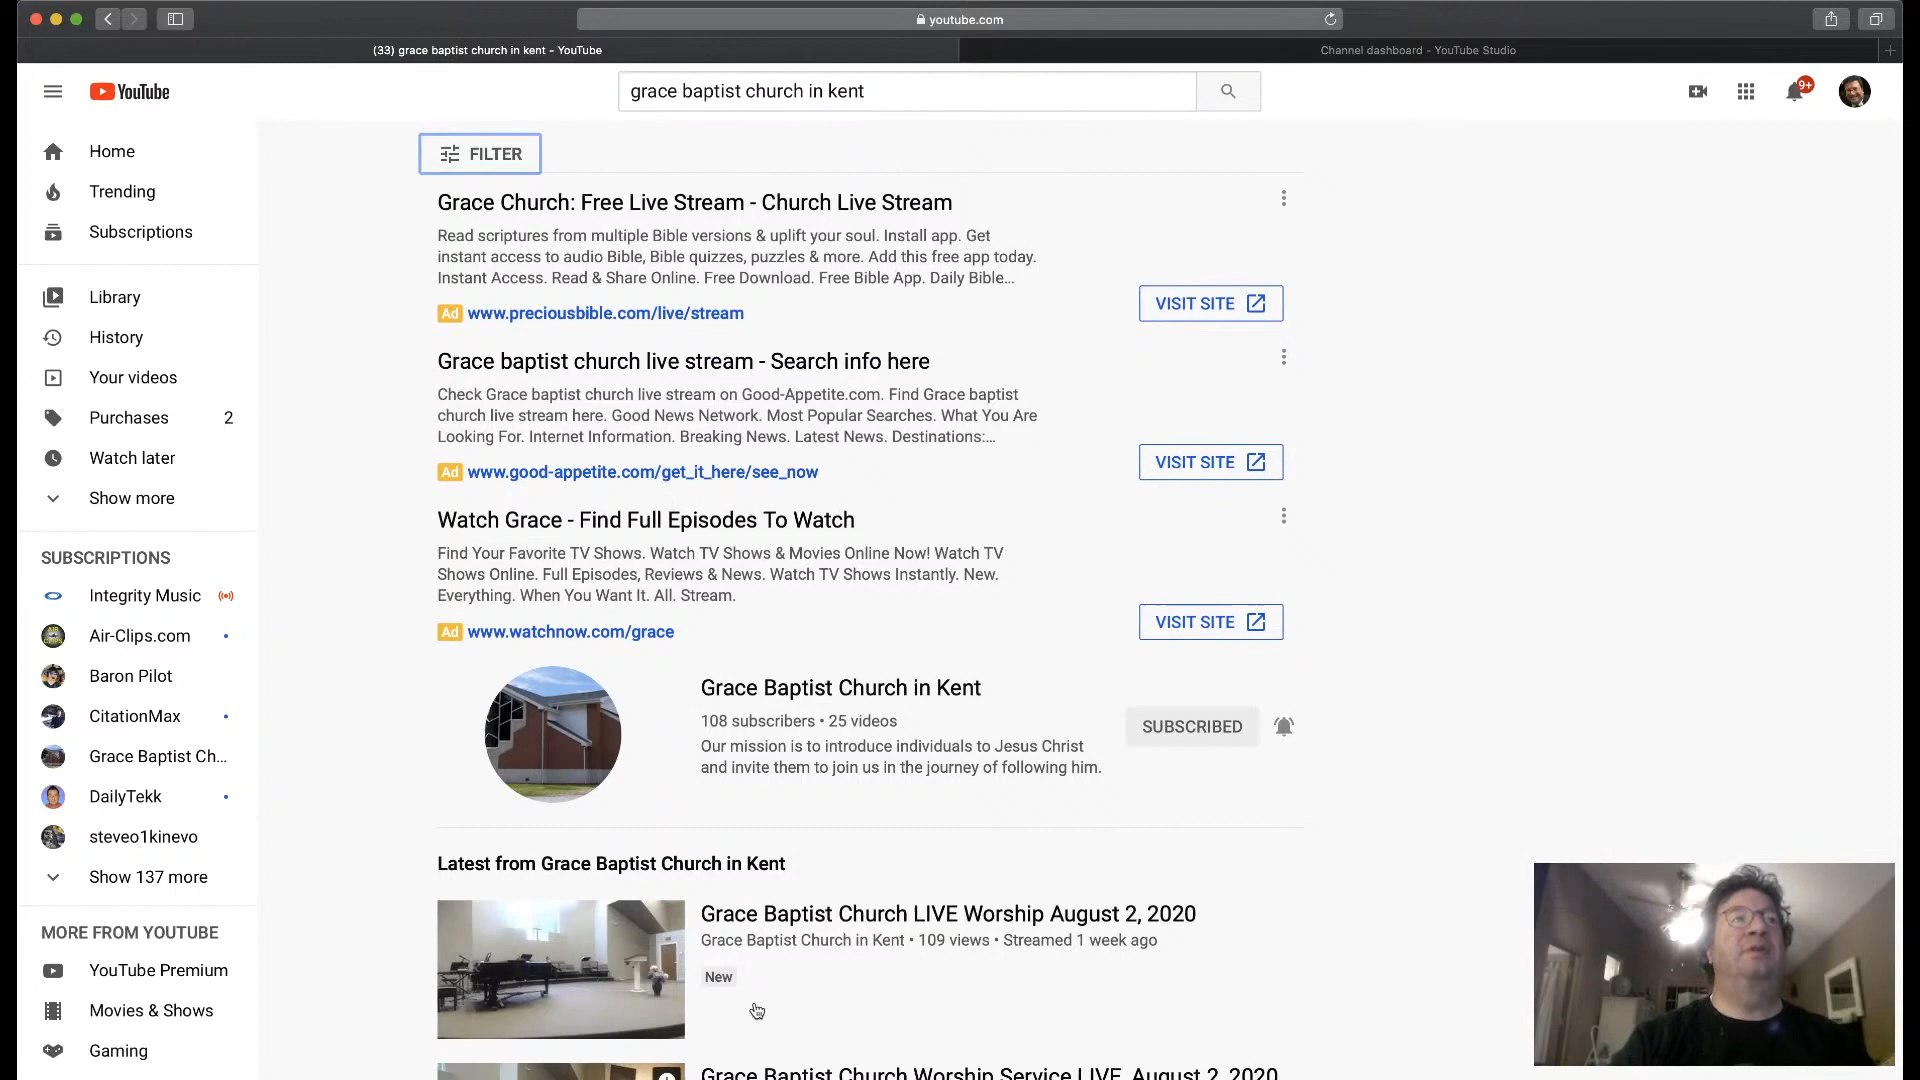 youtube.com
(33) grace baptist church in kent - YouTube
Channel dashboard - YouTube Studio
YouTube
grace baptist church in kent
9+
Home
Trending
Subscriptions
Library
History
Your videos
Purchases 2
Watch later
Show more
SUBSCRIPTIONS
Integrity Music
Air-Clips.com
Baron Pilot
CitationMax
Grace Baptist Ch...
DailyTekk
steveo1kinevo
Show 137 more
MORE FROM YOUTUBE
YouTube Premium
Movies & Shows
Gaming
FILTER
Grace Church: Free Live Stream - Church Live Stream
Read scriptures from multiple Bible versions & uplift your soul. Install app. Get
instant access to audio Bible, Bible quizzes, puzzles & more. Add this free app today.
Instant Access. Read & Share Online. Free Download. Free Bible App. Daily Bible...
Ad www.preciousbible.com/live/stream
VISIT SITE
Grace baptist church live stream - Search info here
Check Grace baptist church live stream on Good-Appetite.com. Find Grace baptist
church live stream here. Good News Network. Most Popular Searches. What You Are
Looking For. Internet Information. Breaking News. Latest News. Destinations:...
Ad www.good-appetite.com/get_it_here/see_now
VISIT SITE
Watch Grace - Find Full Episodes To Watch
Find Your Favorite TV Shows. Watch TV Shows & Movies Online Now! Watch TV
Shows Online. Full Episodes, Reviews & News. Watch TV Shows Instantly. New.
Everything. When You Want It. All. Stream.
Ad www.watchnow.com/grace
VISIT SITE
Grace Baptist Church in Kent
108 subscribers • 25 videos
Our mission is to introduce individuals to Jesus Christ
and invite them to join us in the journey of following him.
SUBSCRIBED
Latest from Grace Baptist Church in Kent
Grace Baptist Church LIVE Worship August 2, 2020
Grace Baptist Church in Kent • 109 views • Streamed 1 week ago
New
Grace Baptist Church Worship Service LIVE, August 2, 2020